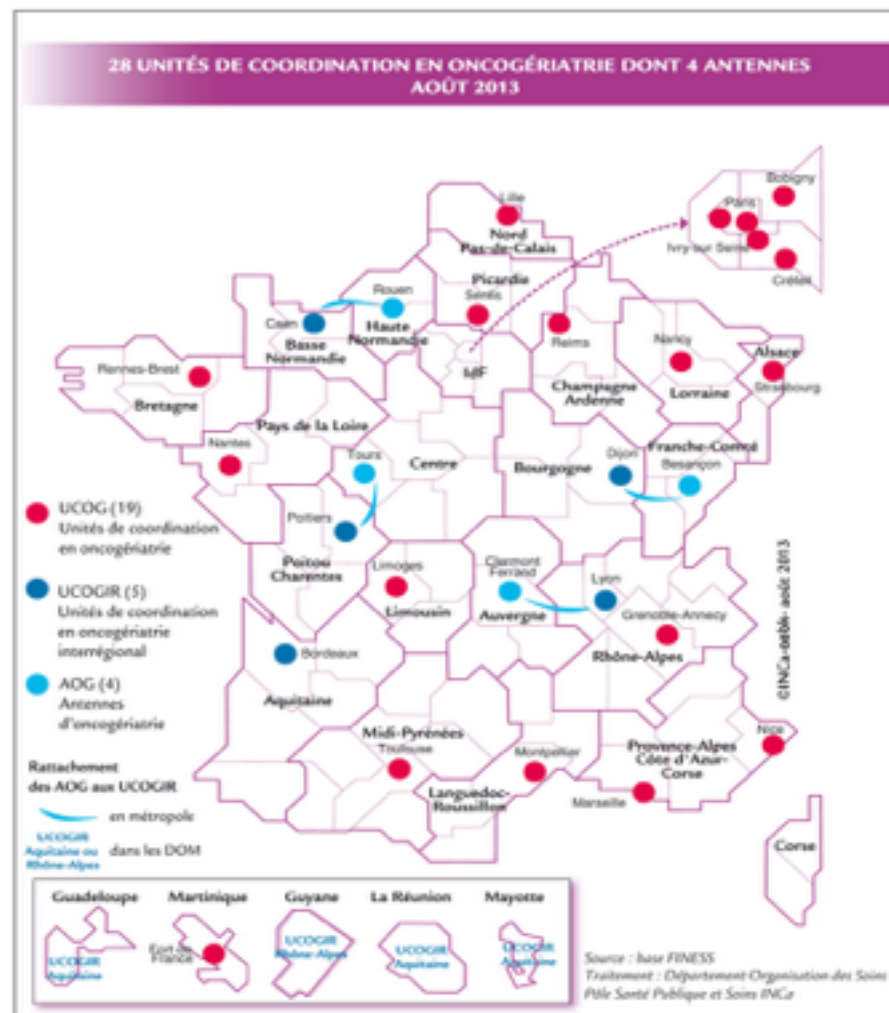 28 UNITÉS DE COORDINATION EN ONCOGÉRIATRIE DONT 4 ANTENNES
AOÛT 2013
Lille
Nord
Pas-de-Calais
Picardie
Senlis
Bobigny
Paris
Ivry sur Seine
Créteil
Rouen
Haute
Normandie
Caen
Basse
Normandie
IdF
Reims
Champagne
Ardenne
Nancy
Lorraine
Alsace
Strasbourg
Rennes-Brest
Bretagne
Pays de la Loire
Nantes
Tours
Centre
Bourgogne
Dijon
Franche-Comté
Besançon
Poitiers
Poitou
Charentes
Limoges
Limousin
Clermont
Ferrand
Auvergne
Lyon
Grenoble-Annecy
Rhône-Alpes
Bordeaux
Aquitaine
Midi-Pyrénées
Toulouse
Montpellier
Languedoc-
Roussillon
Provence-Alpes
Côte d'Azur-
Corse
Nice
Marseille
Corse
UCOG (19)
Unités de coordination
en oncogériatrie
UCOGIR (5)
Unités de coordination
en oncogériatrie
interrégional
AOG (4)
Antennes
d'oncogériatrie
Rattachement
des AOG aux UCOGIR
en métropole
UCOGIR
Aquitaine ou
Rhône-Alpes
dans les DOM
Guadeloupe
UCOGIR
Aquitaine
Martinique
Fort de
France
Guyane
UCOGIR
Rhône-Alpes
La Réunion
UCOGIR
Aquitaine
Mayotte
UCOGIR
Aquitaine
Source : base FINESS
Traitement : Département Organisation des Soins
Pôle Santé Publique et Soins INCa
août 2013